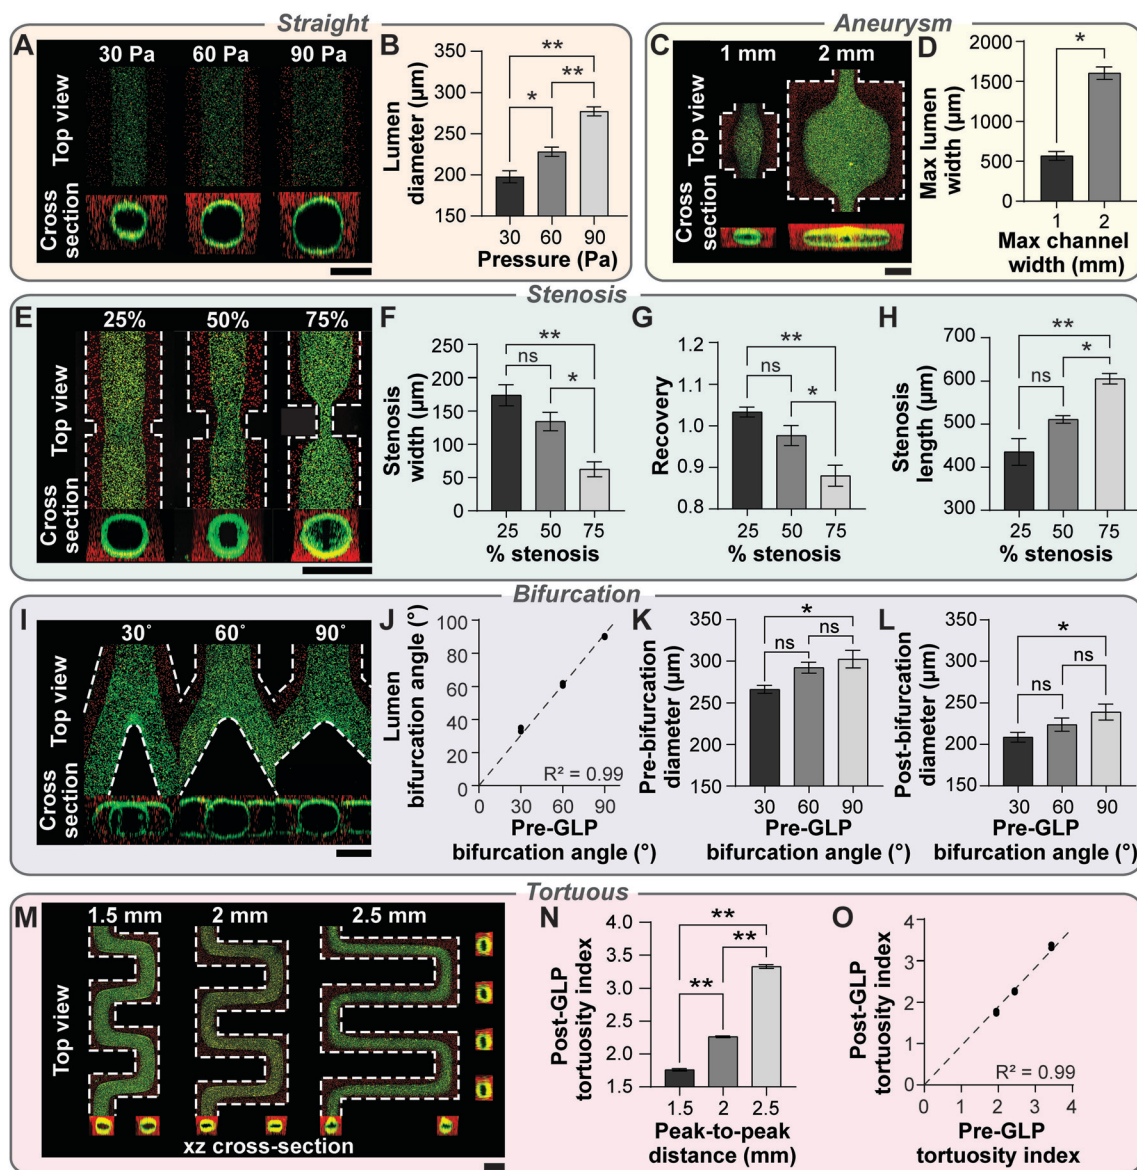 Straight
A
30 Pa 60 Pa 90 Pa
Top view
Cross
section
B
Lumen
diameter (µm)
350
300
250
200
150
**
* **
30 60 90
Pressure (Pa)
Aneurysm
C
1 mm 2 mm
Top view
Cross
section
D
Max lumen
width (µm)
2000
1500
1000
500
0
*
1 2
Max channel
width (mm)
Stenosis
E
25% 50% 75%
Top view
Cross
section
F
Stenosis
width (µm)
250
200
150
100
50
0
**
ns
*
25 50 75
% stenosis
G
Recovery
1.2
1.1
1.0
0.9
0.8
**
ns
*
25 50 75
% stenosis
H
Stenosis
length (µm)
700
600
500
400
300
**
*
ns
25 50 75
% stenosis
Bifurcation
I
30˚ 60˚ 90˚
Top view
Cross
section
J
Lumen
bifurcation angle (°)
100
80
60
40
20
0
R² = 0.99
0 30 60 90
Pre-GLP
bifurcation angle (°)
K
Pre-bifurcation
diameter (µm)
350
300
250
200
150
*
ns ns
30 60 90
Pre-GLP
bifurcation angle (°)
L
Post-bifurcation
diameter (µm)
350
300
250
200
150
*
ns
ns
30 60 90
Pre-GLP
bifurcation angle (°)
Tortuous
M
1.5 mm 2 mm 2.5 mm
Top view
xz cross-section
N
Post-GLP
tortuosity index
4.0
3.5
3.0
2.5
2.0
1.5
**
**
**
1.5 2 2.5
Peak-to-peak
distance (mm)
O
Post-GLP
tortuosity index
4
3
2
1
0
R² = 0.99
0 1 2 3 4
Pre-GLP
tortuosity index